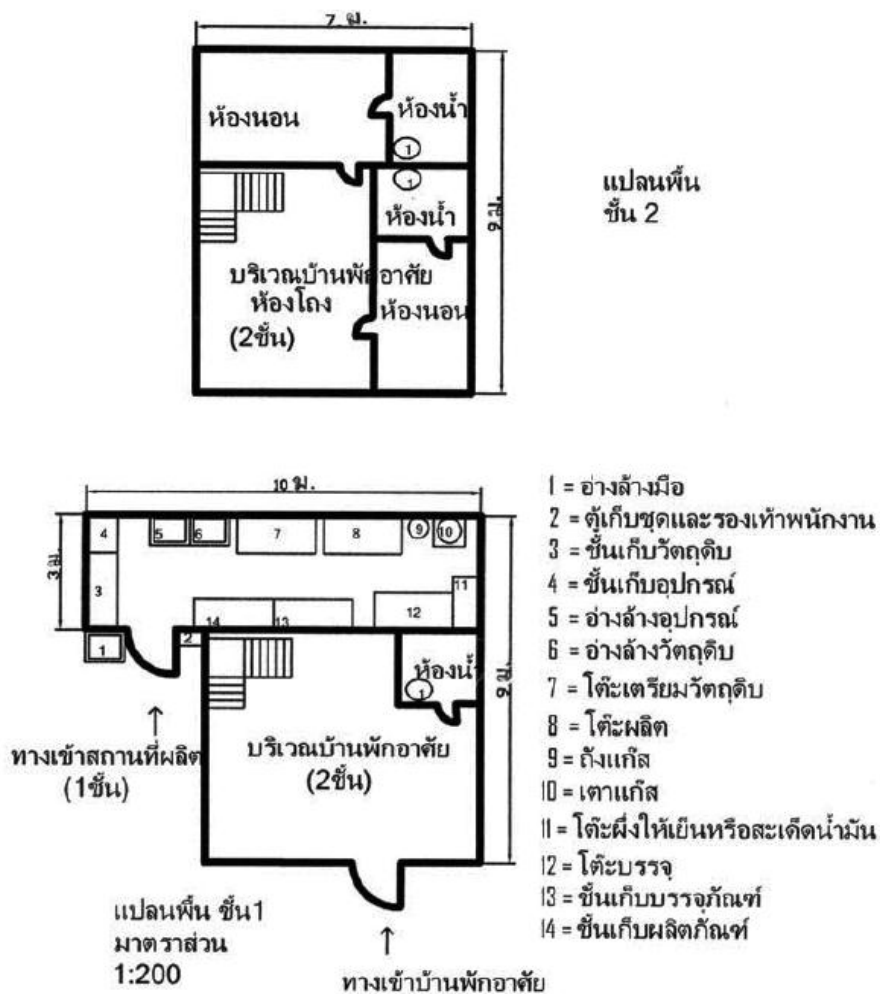 7 ม.
ห้องนอน
ห้องน้ำ
1
1
ห้องน้ำ
9 ม.
แปลนพื้น
ชั้น 2
บริเวณบ้านพักอาศัย
ห้องโถง
(2ชั้น)
ห้องนอน
10 ม.
3 ม.
4
5
6
7
8
9
10
3
11
14
13
12
1
2
ห้องน้ำ
1
9 ม.
ทางเข้าสถานที่ผลิต
(1ชั้น)
บริเวณบ้านพักอาศัย
(2ชั้น)
แปลนพื้น ชั้น1
มาตราส่วน
1:200
ทางเข้าบ้านพักอาศัย
1 = อ่างล้างมือ
2 = ตู้เก็บชุดและรองเท้าพนักงาน
3 = ชั้นเก็บวัตถุดิบ
4 = ชั้นเก็บอุปกรณ์
5 = อ่างล้างอุปกรณ์
6 = อ่างล้างวัตถุดิบ
7 = โต๊ะเตรียมวัตถุดิบ
8 = โต๊ะผลิต
9 = ถังแก๊ส
10 = เตาแก๊ส
11 = โต๊ะผึ่งให้เย็นหรือสะเด็ดน้ำมัน
12 = โต๊ะบรรจุ
13 = ชั้นเก็บบรรจุภัณฑ์
14 = ชั้นเก็บผลิตภัณฑ์